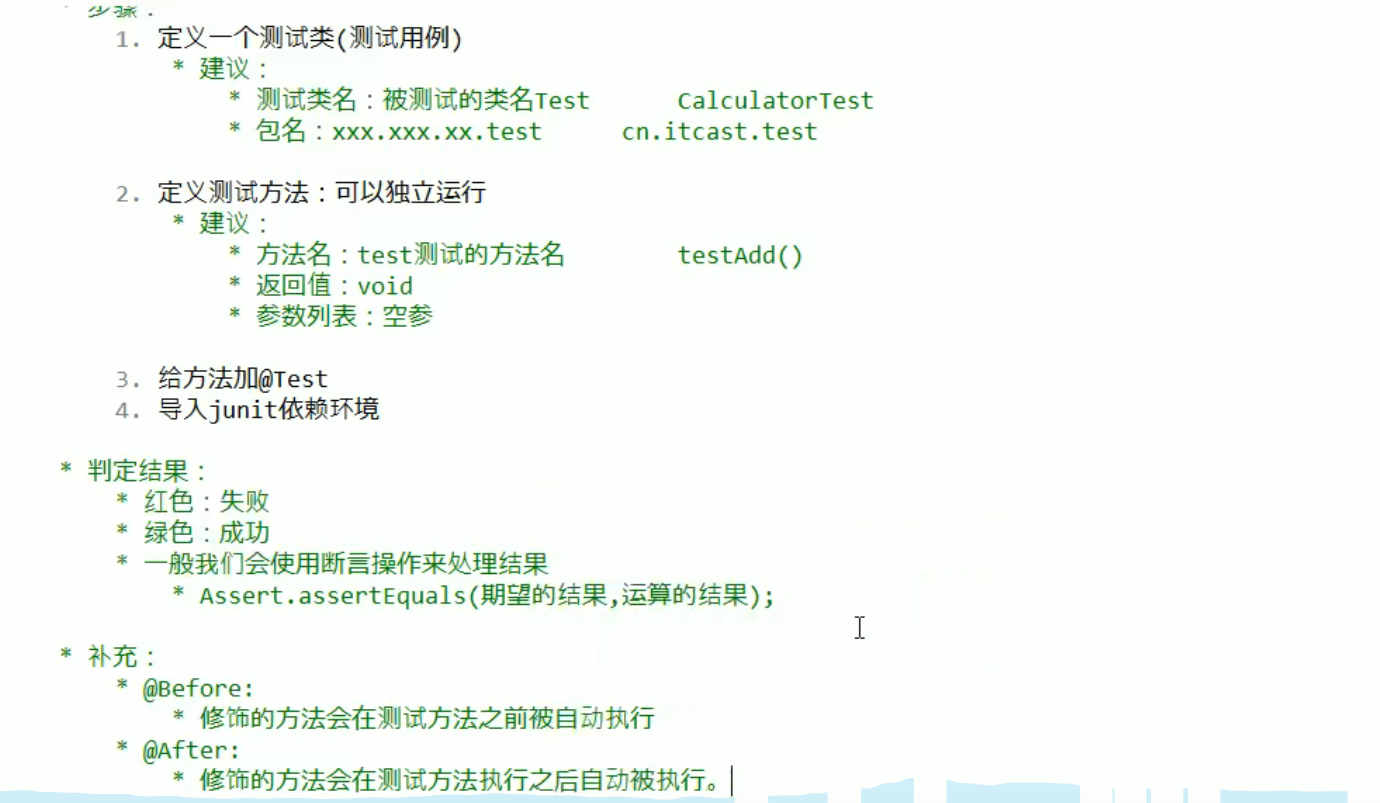 * 步骤：
1. 定义一个测试类(测试用例)
* 建议：
* 测试类名：被测试的类名Test CalculatorTest
* 包名：xxx.xxx.xx.test cn.itcast.test
2. 定义测试方法：可以独立运行
* 建议：
* 方法名：test测试的方法名 testAdd()
* 返回值：void
* 参数列表：空参
3. 给方法加@Test
4. 导入junit依赖环境
* 判定结果：
* 红色：失败
* 绿色：成功
* 一般我们会使用断言操作来处理结果
* Assert.assertEquals(期望的结果,运算的结果);
* 补充：
* @Before:
* 修饰的方法会在测试方法之前被自动执行
* @After:
* 修饰的方法会在测试方法执行之后自动被执行。